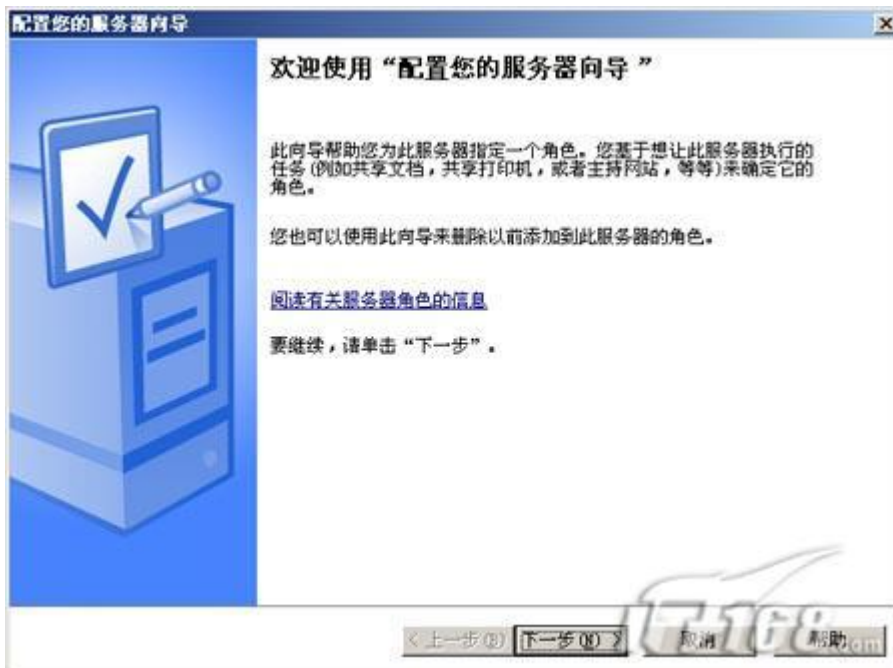 配置您的服务器向导
欢迎使用“配置您的服务器向导”
此向导帮助您为此服务器指定一个角色。您基于想让此服务器执行的
任务(例如共享文档，共享打印机，或者主持网站，等等)来确定它的
角色。
您也可以使用此向导来删除以前添加到此服务器的角色。
阅读有关服务器角色的信息
要继续，请单击“下一步”。
< 上一步(B) 下一步(N) > 取消 帮助
IT168.com